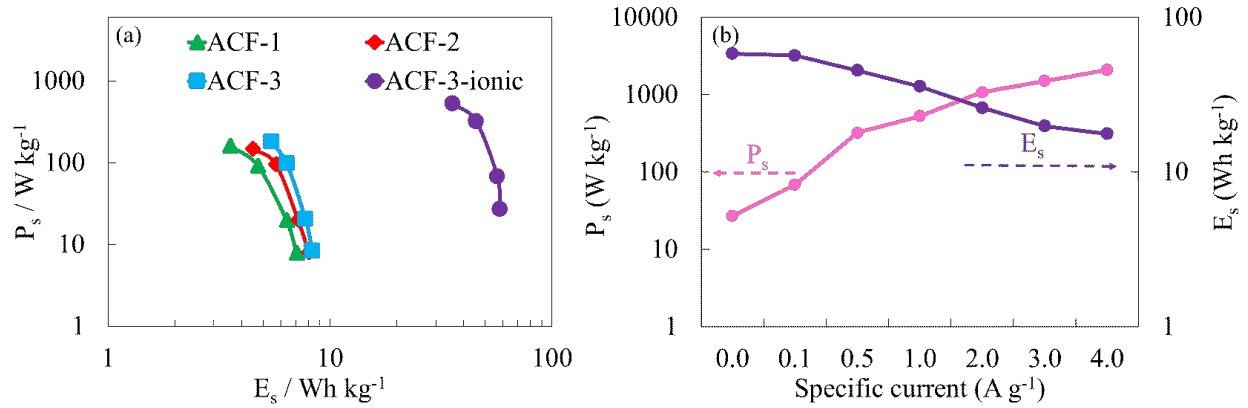 (a)
ACF-1
ACF-2
ACF-3
ACF-3-ionic
1000
100
10
1
P_s / W kg⁻¹
1
10
100
E_s / Wh kg⁻¹
(b)
10000
1000
100
10
1
P_s (W kg⁻¹)
P_s
E_s
100
10
1
E_s (Wh kg⁻¹)
0.0 0.1 0.5 1.0 2.0 3.0 4.0
Specific current (A g⁻¹)